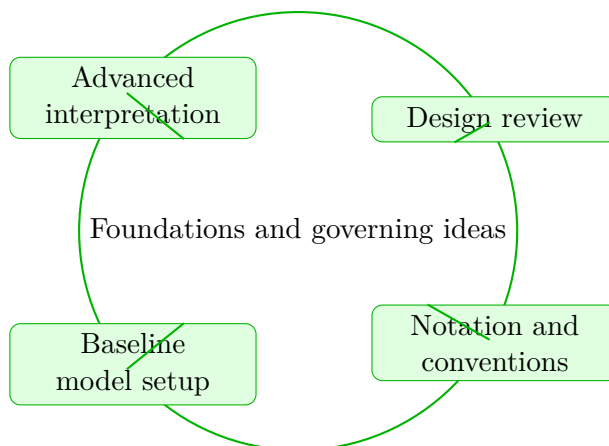 Advanced
interpretation
Design review
Foundations and governing ideas
Baseline
model setup
Notation and
conventions